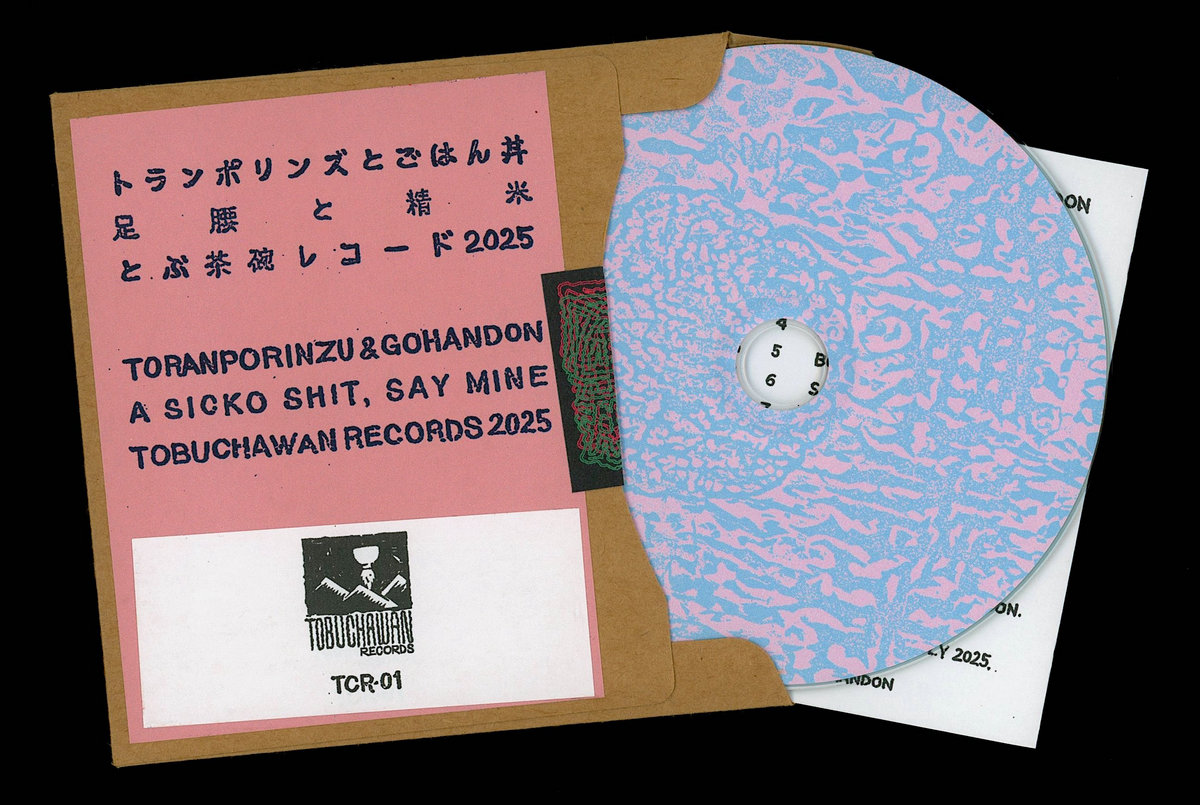 トランポリンズとごはん丼
足腰と精米
とぶ茶碗レコード2025
TORANPORINZU & GOHANDON
A SICKO SHIT, SAY MINE
TOBUCHAWAN RECORDS 2025
TOBUCHAWAN
RECORDS
TCR-01
4
5
6
DON
ON.
LY 2025,
ANDON